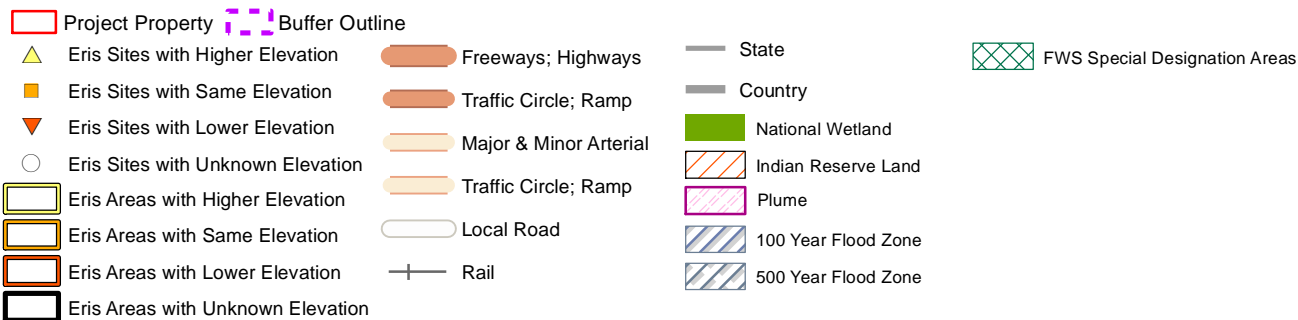 Project Property
Buffer Outline
Eris Sites with Higher Elevation
Eris Sites with Same Elevation
Eris Sites with Lower Elevation
Eris Sites with Unknown Elevation
Eris Areas with Higher Elevation
Eris Areas with Same Elevation
Eris Areas with Lower Elevation
Eris Areas with Unknown Elevation
Freeways; Highways
Traffic Circle; Ramp
Major & Minor Arterial
Traffic Circle; Ramp
Local Road
Rail
State
Country
National Wetland
Indian Reserve Land
Plume
100 Year Flood Zone
500 Year Flood Zone
FWS Special Designation Areas